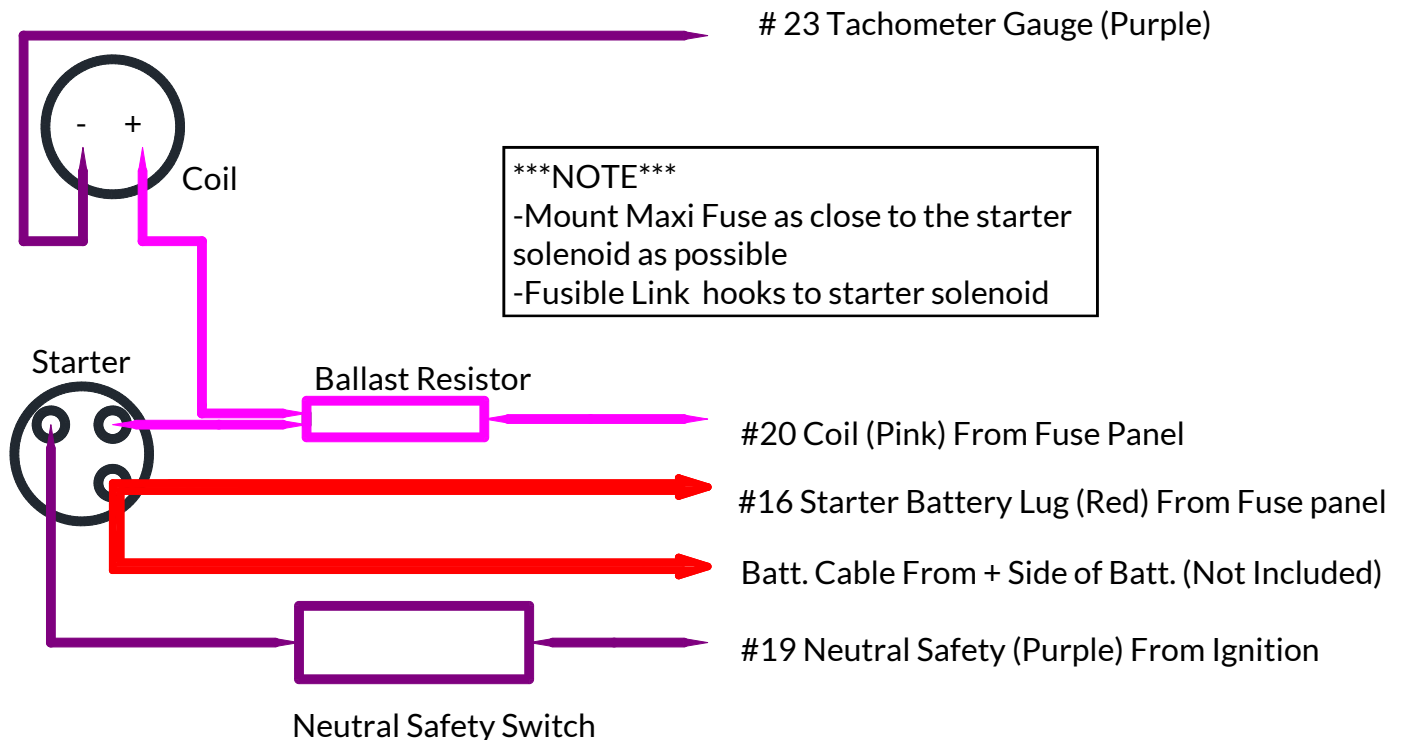 # 23 Tachometer Gauge (Purple)
- +
Coil
***NOTE***
-Mount Maxi Fuse as close to the starter
solenoid as possible
-Fusible Link hooks to starter solenoid
Starter
Ballast Resistor
#20 Coil (Pink) From Fuse Panel
#16 Starter Battery Lug (Red) From Fuse panel
Batt. Cable From + Side of Batt. (Not Included)
#19 Neutral Safety (Purple) From Ignition
Neutral Safety Switch